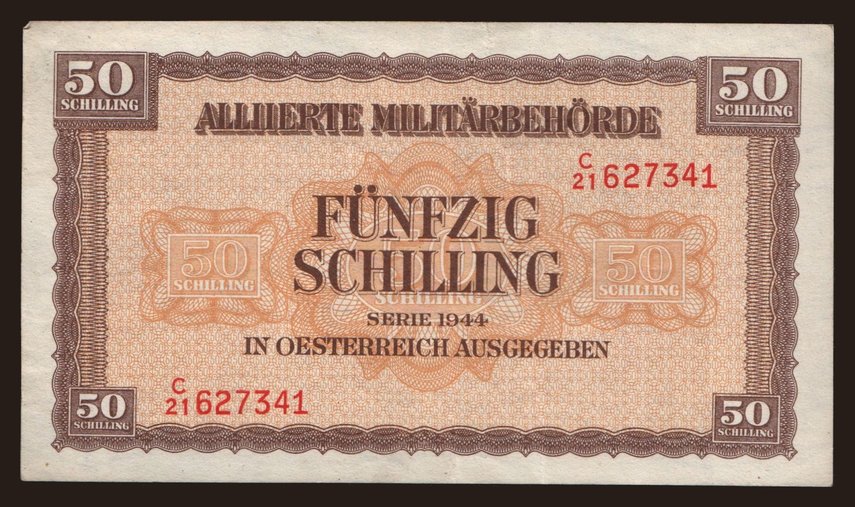 50
SCHILLING
50
SCHILLING
ALLIIERTE MILITÄRBEHÖRDE
C/21 627341
FÜNFZIG
SCHILLING
50
SCHILLING
50
SCHILLING
50
SCHILLING
SERIE 1944
IN OESTERREICH AUSGEGEBEN
C/21 627341
50
SCHILLING
50
SCHILLING